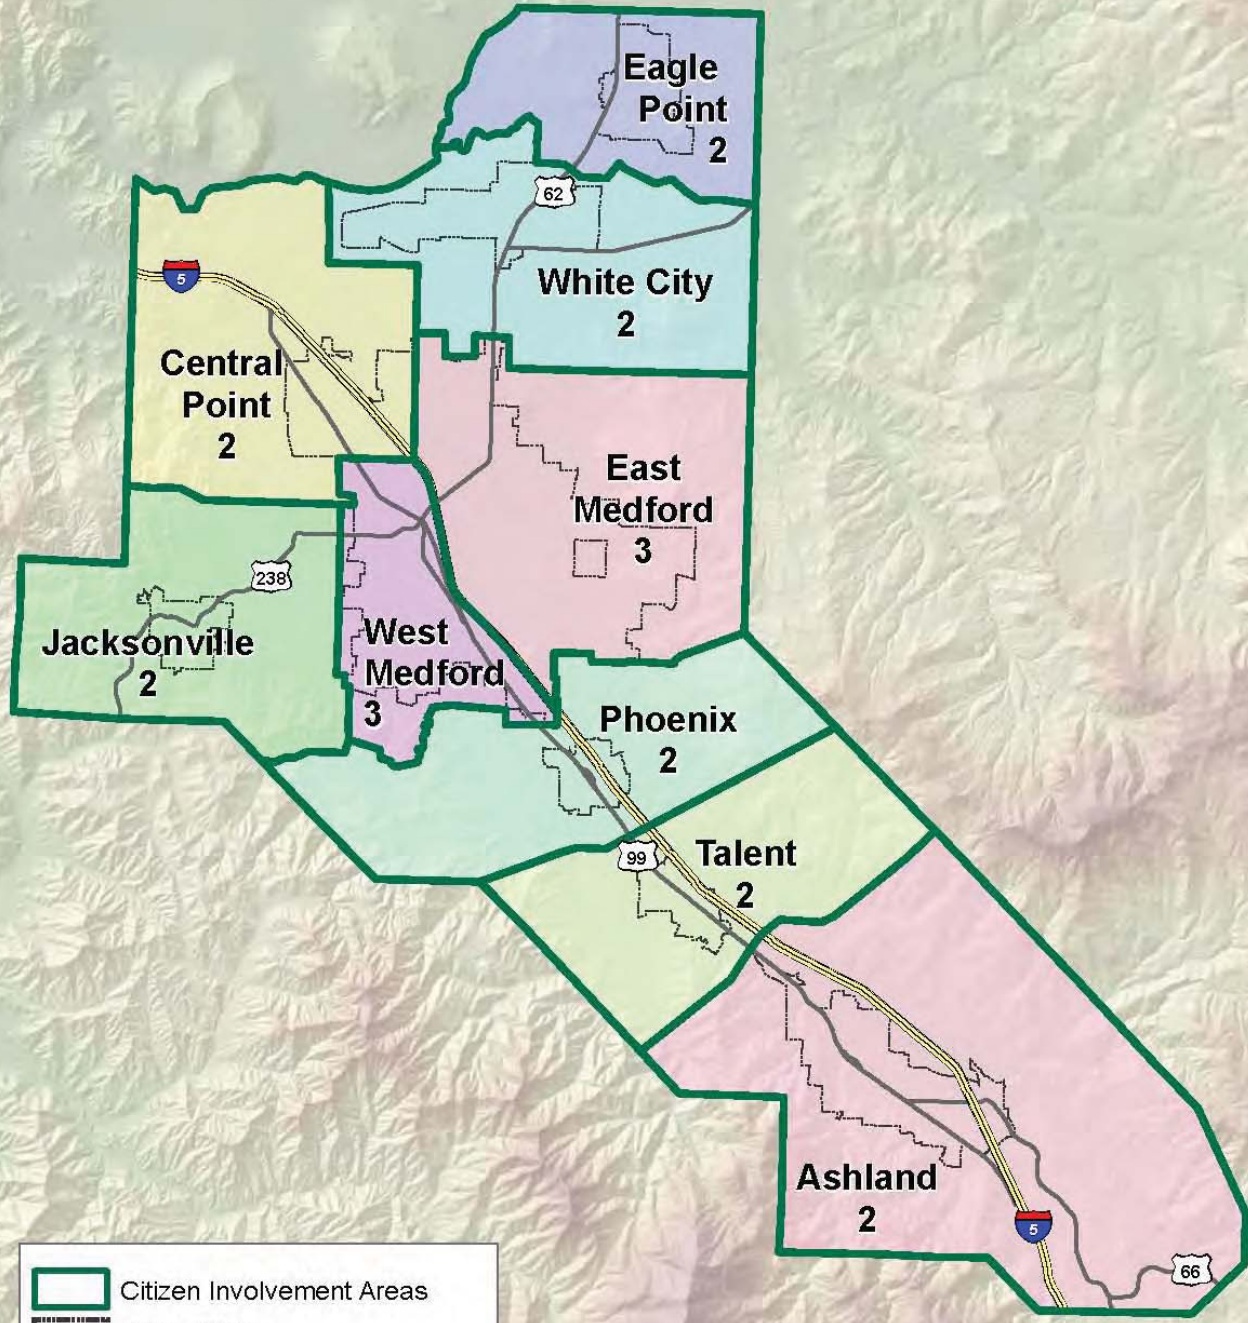 Eagle
Point
2
62
White City
2
5
Central
Point
2
East
Medford
3
238
Jacksonville
2
West
Medford
3
Phoenix
2
99
Talent
2
Ashland
2
5
66
Citizen Involvement Areas